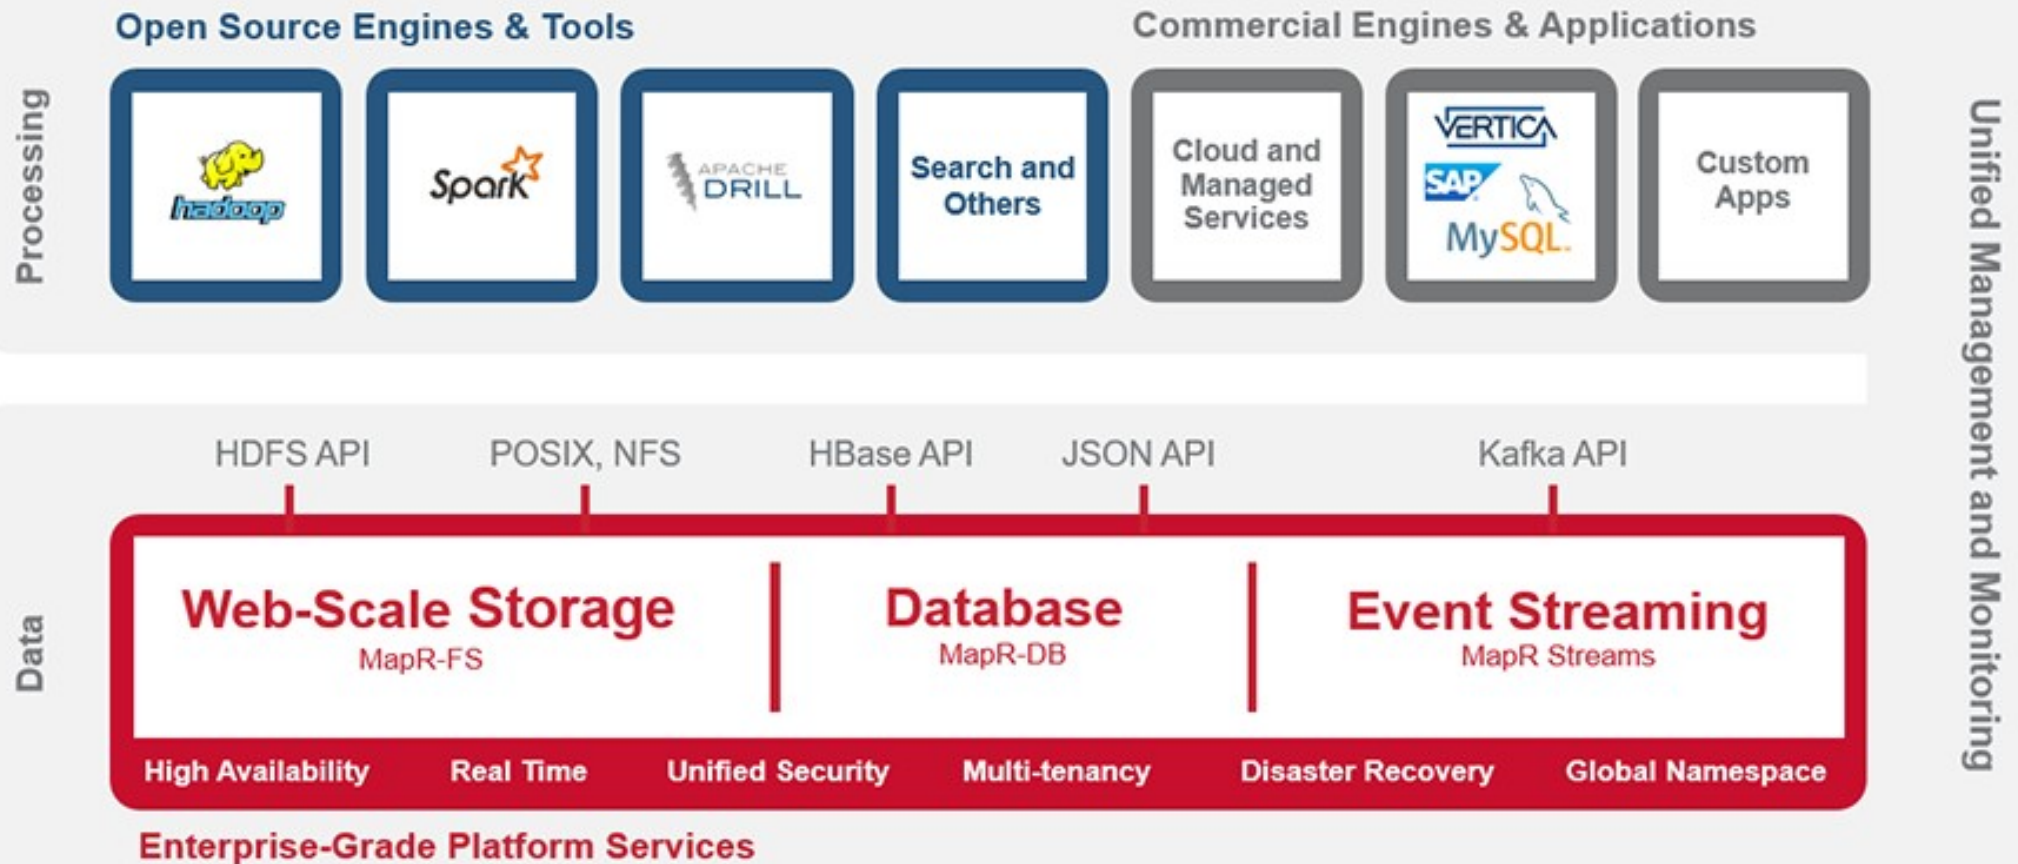 Open Source Engines & Tools
Commercial Engines & Applications
Processing
hadoop
Spark
APACHE
DRILL
Search and
Others
Cloud and
Managed
Services
VERTICA
SAP
MySQL
Custom
Apps
Unified Management and Monitoring
HDFS API
POSIX, NFS
HBase API
JSON API
Kafka API
Data
Web-Scale Storage
MapR-FS
Database
MapR-DB
Event Streaming
MapR Streams
High Availability
Real Time
Unified Security
Multi-tenancy
Disaster Recovery
Global Namespace
Enterprise-Grade Platform Services